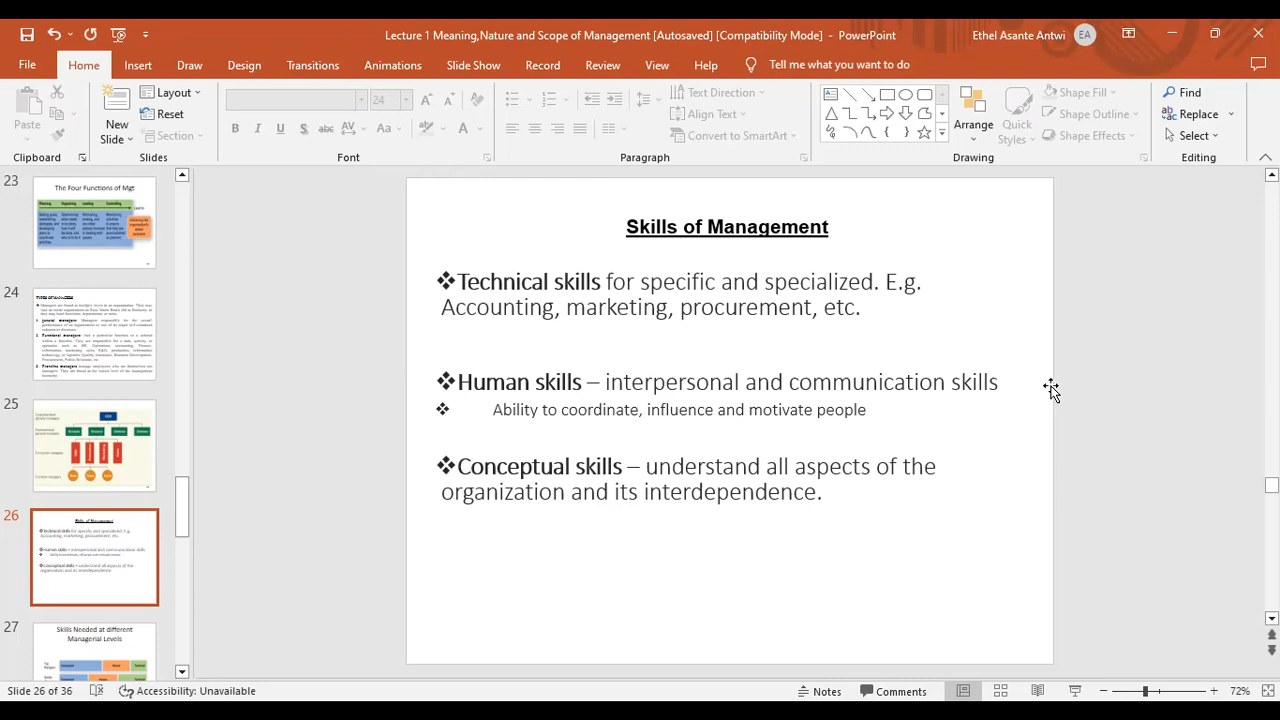 Lecture 1 Meaning,Nature and Scope of Management [Autosaved] [Compatibility Mode] - PowerPoint
Ethel Asante Antwi EA
File Home Insert Draw Design Transitions Animations Slide Show Record Review View Help Tell me what you want to do
Paste
New Slide
Layout
Reset
Section
24
Text Direction
Align Text
Convert to SmartArt
Arrange
Quick Styles
Shape Fill
Shape Outline
Shape Effects
Find
Replace
Select
Clipboard Slides Font Paragraph Drawing Editing
23
The Four Functions of Mgt
24
25
26
Skills of Management
27
Skills Needed at different
Managerial Levels
Skills of Management
❖Technical skills for specific and specialized. E.g.
Accounting, marketing, procurement, etc.
❖Human skills – interpersonal and communication skills
❖ Ability to coordinate, influence and motivate people
❖Conceptual skills – understand all aspects of the
organization and its interdependence.
Slide 26 of 36 Accessibility: Unavailable Notes Comments 72%